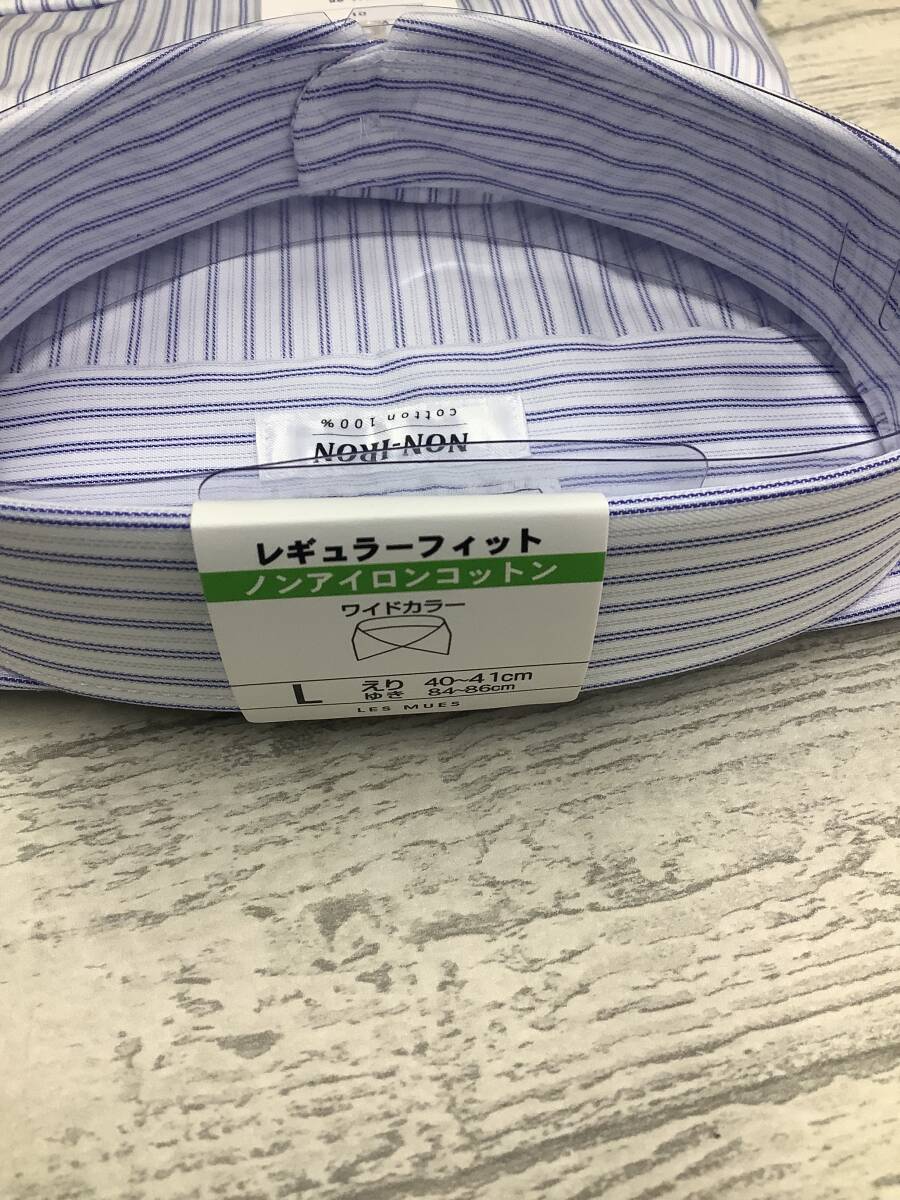 NON-IRON
cotton 100%
レギュラーフィット
ノンアイロンコットン
ワイドカラー
L えり 40~41cm
ゆき 84~86cm
LES MUES